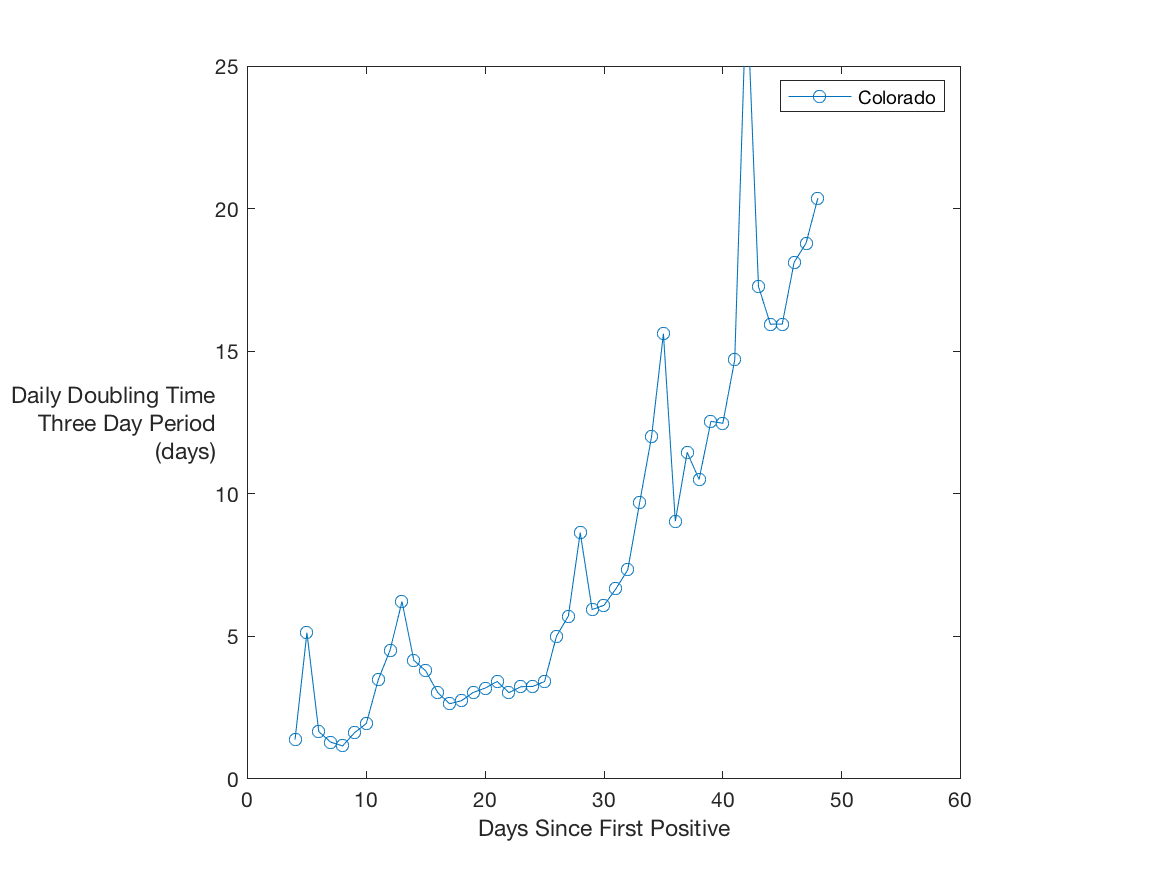 25
20
15
10
5
0
Daily Doubling Time
Three Day Period
(days)
Colorado
0 10 20 30 40 50 60
Days Since First Positive